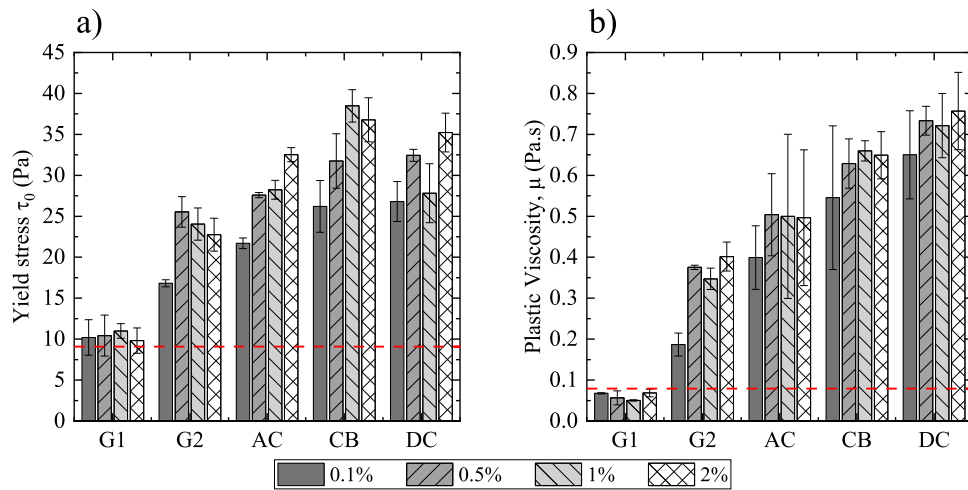 a)
Yield stress τ0 (Pa)
45
40
35
30
25
20
15
10
5
0
G1 G2 AC CB DC
b)
Plastic Viscosity, μ (Pa.s)
0.9
0.8
0.7
0.6
0.5
0.4
0.3
0.2
0.1
0.0
G1 G2 AC CB DC
0.1% 0.5% 1% 2%